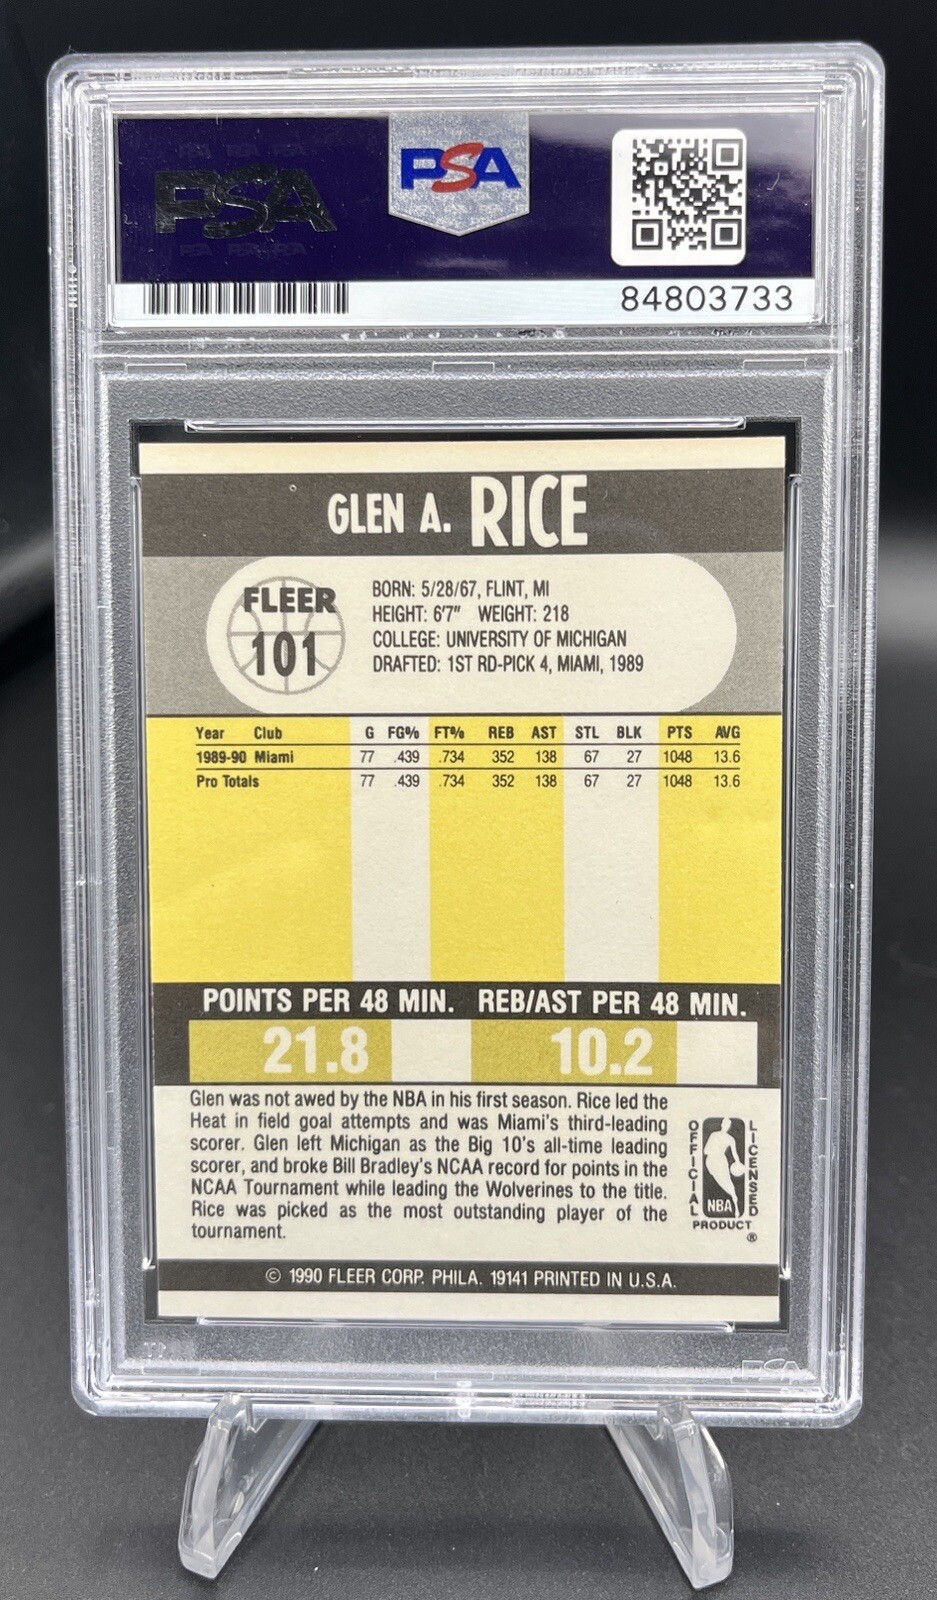 PSA
PSA
84803733
GLEN A. RICE
FLEER
101
BORN: 5/28/67, FLINT, MI
HEIGHT: 6'7" WEIGHT: 218
COLLEGE: UNIVERSITY OF MICHIGAN
DRAFTED: 1ST RD-PICK 4, MIAMI, 1989
Year Club G FG% FT% REB AST STL BLK PTS AVG
1989-90 Miami 77 .439 .734 352 138 67 27 1048 13.6
Pro Totals 77 .439 .734 352 138 67 27 1048 13.6
POINTS PER 48 MIN. REB/AST PER 48 MIN.
21.8 10.2
Glen was not awed by the NBA in his first season. Rice led the
Heat in field goal attempts and was Miami's third-leading
scorer. Glen left Michigan as the Big 10's all-time leading
scorer, and broke Bill Bradley's NCAA record for points in the
NCAA Tournament while leading the Wolverines to the title.
Rice was picked as the most outstanding player of the
tournament.
OFFICIAL
LICENSED
NBA
PRODUCT
®
© 1990 FLEER CORP. PHILA. 19141 PRINTED IN U.S.A.
PSA